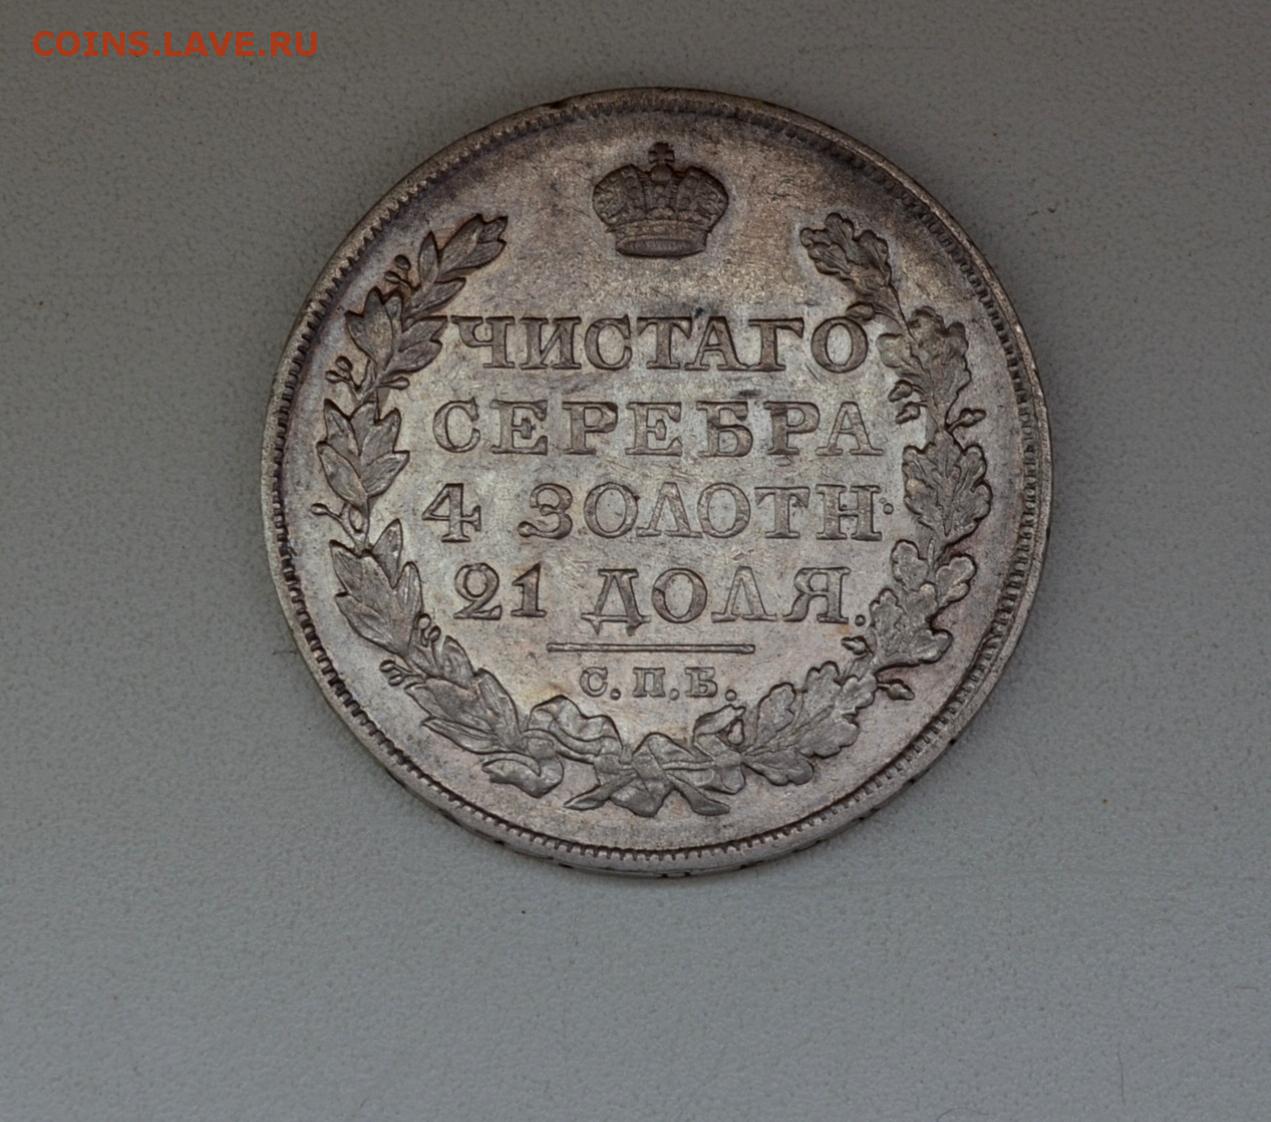 COINS.LAVE.RU
ЧИСТАГО
СЕРЕБРА
4 ЗОЛОТН.
21 ДОЛЯ.
С.П.Б.